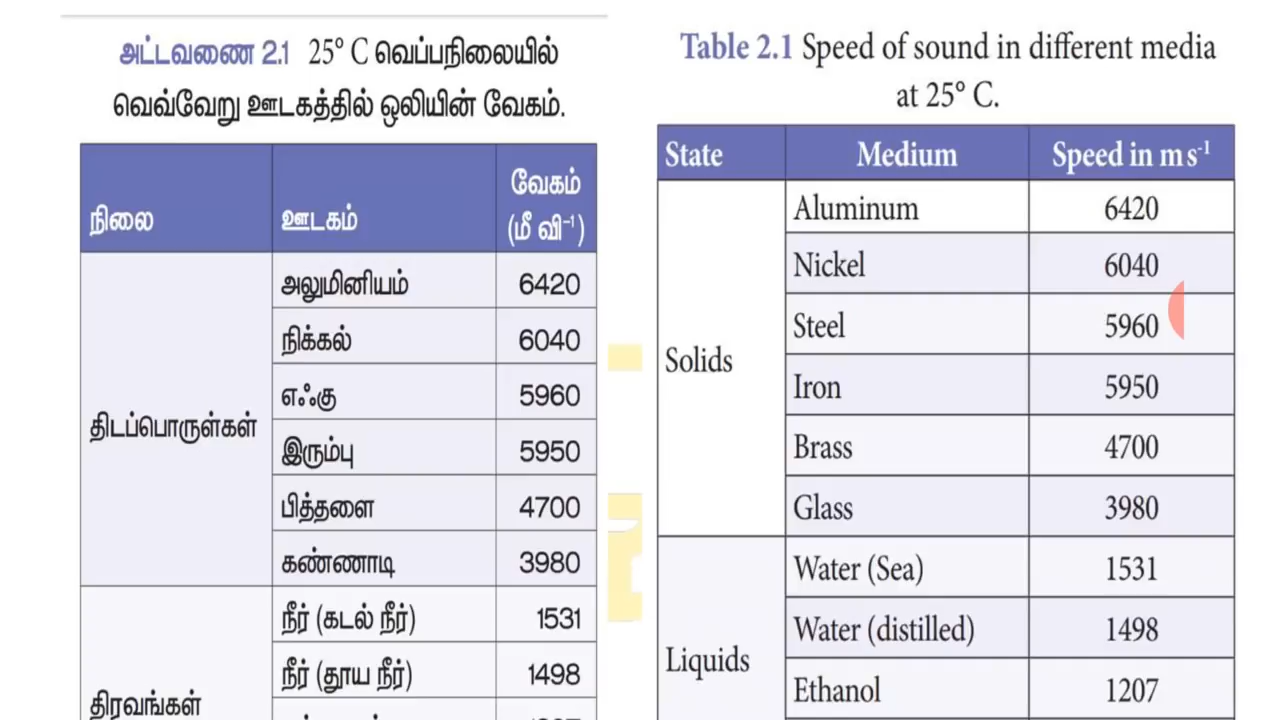 அட்டவணை 2.1 25° C வெப்பநிலையில்
வெவ்வேறு ஊடகத்தில் ஒலியின் வேகம்.
நிலை ஊடகம் வேகம்
(மீ வி⁻¹)
திடப்பொருள்கள்
அலுமினியம் 6420
நிக்கல் 6040
எஃகு 5960
இரும்பு 5950
பித்தளை 4700
கண்ணாடி 3980
திரவங்கள்
நீர் (கடல் நீர்) 1531
நீர் (தூய நீர்) 1498
Table 2.1 Speed of sound in different media
at 25° C.
State Medium Speed in m s⁻¹
Solids
Aluminum 6420
Nickel 6040
Steel 5960
Iron 5950
Brass 4700
Glass 3980
Liquids
Water (Sea) 1531
Water (distilled) 1498
Ethanol 1207